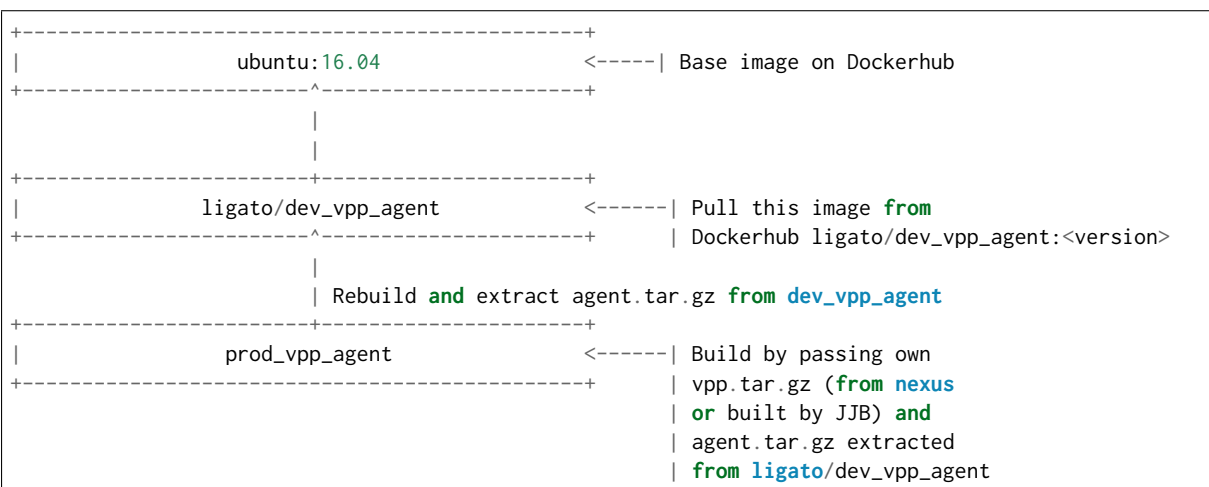 +-----------------------------------------------+
|                  ubuntu:16.04                 <-----| Base image on Dockerhub
+------------------------^----------------------+
                         |
                         |
+------------------------+----------------------+
|               ligato/dev_vpp_agent            <------| Pull this image from
+------------------------^----------------------+      | Dockerhub ligato/dev_vpp_agent:<version>
                         |
                         | Rebuild and extract agent.tar.gz from dev_vpp_agent
+------------------------+----------------------+
|                 prod_vpp_agent                <------| Build by passing own
+-----------------------------------------------+      | vpp.tar.gz (from nexus
                                                       | or built by JJB) and
                                                       | agent.tar.gz extracted
                                                       | from ligato/dev_vpp_agent